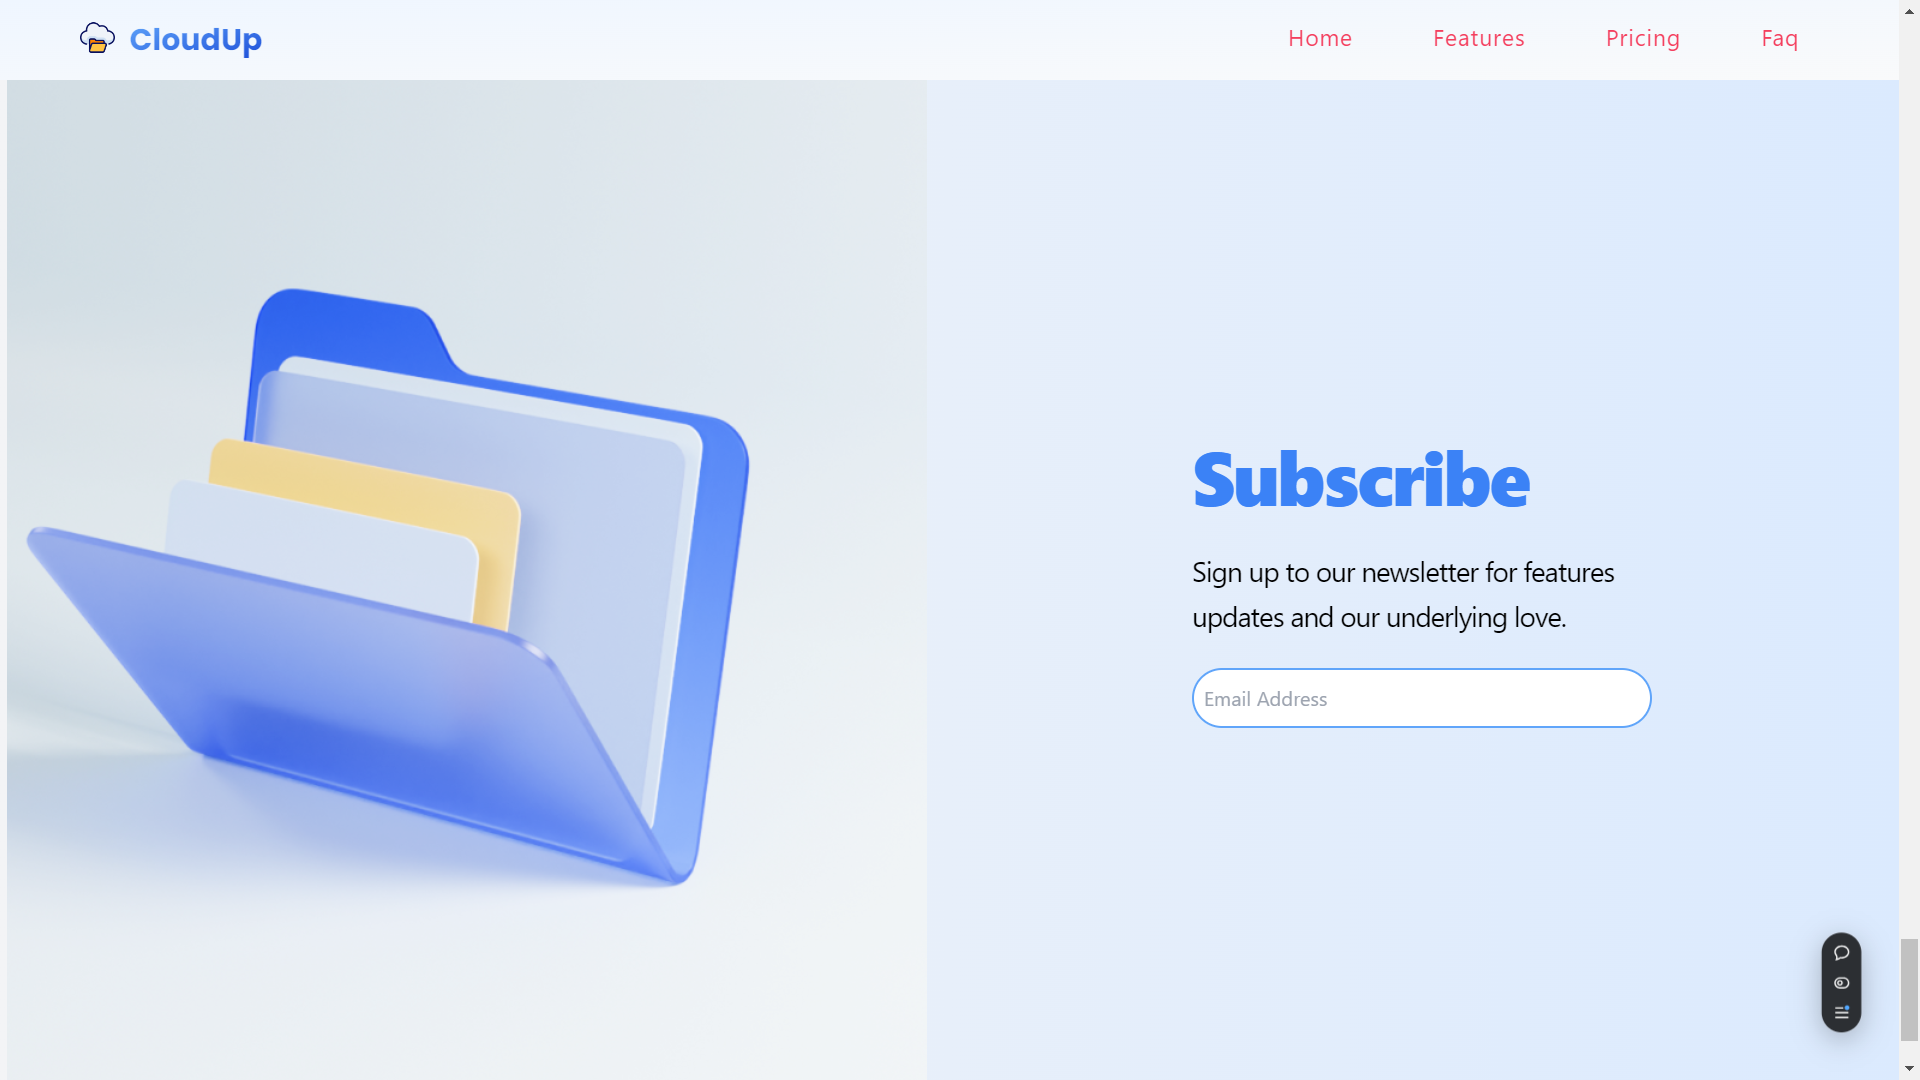 CloudUp
Home
Features
Pricing
Faq
Subscribe
Sign up to our newsletter for features
updates and our underlying love.
Email Address